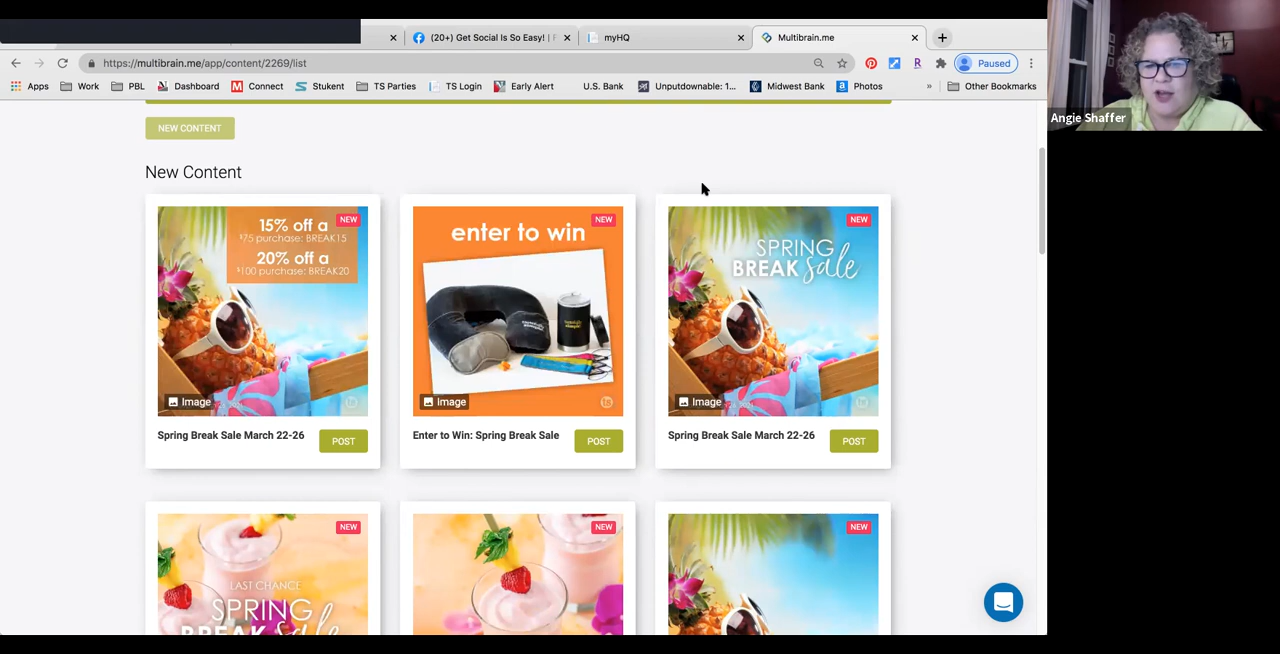 (20+) Get Social Is So Easy! | F
myHQ
Multibrain.me
https://multibrain.me/app/content/2269/list
Paused
Apps
Work
PBL
Dashboard
Connect
Stukent
TS Parties
TS Login
Early Alert
U.S. Bank
Unputdownable: 1...
Midwest Bank
Photos
»
Other Bookmarks
Angie Shaffer
NEW CONTENT
New Content
15% off a
$75 purchase: BREAK15
20% off a
$100 purchase: BREAK20
NEW
Image
Spring Break Sale March 22-26
POST
enter to win
NEW
Image
Enter to Win: Spring Break Sale
POST
SPRING
BREAK sale
NEW
Image
Spring Break Sale March 22-26
POST
NEW
LAST CHANCE
SPRING
BREAK sale
NEW
NEW